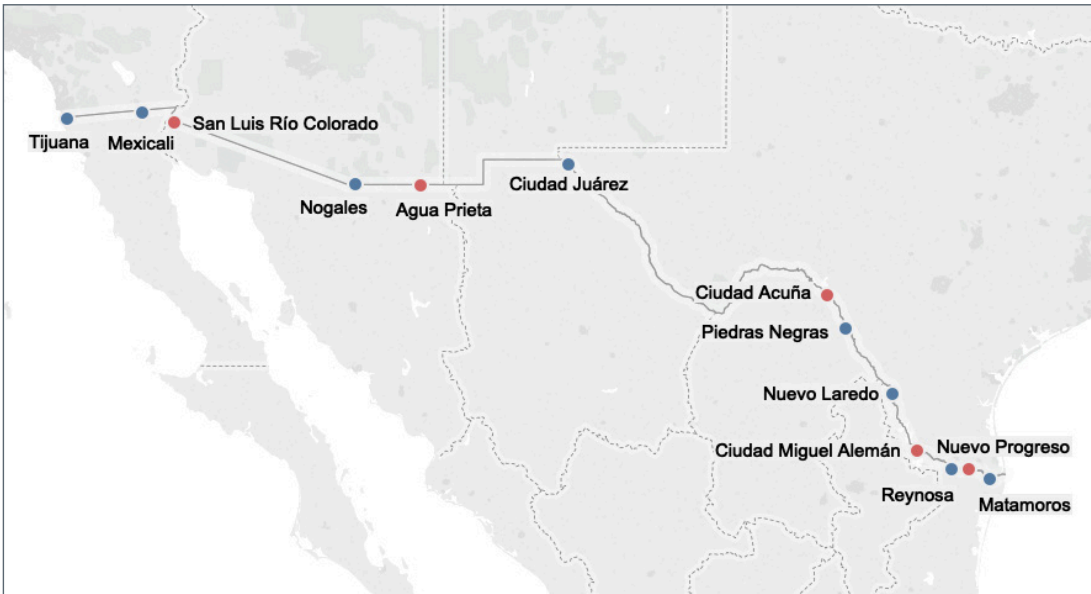 San Luis Río Colorado
Tijuana
Mexicali
Nogales
Agua Prieta
Ciudad Juárez
Ciudad Acuña
Piedras Negras
Nuevo Laredo
Ciudad Miguel Alemán
Nuevo Progreso
Reynosa
Matamoros